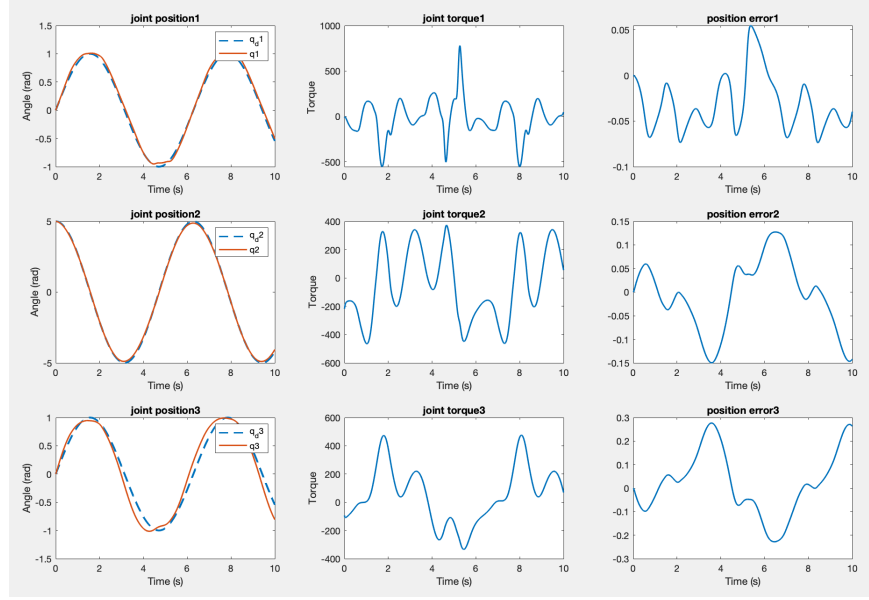 joint position1
1.5
1
0.5
0
-0.5
-1
Angle (rad)
q_d1
q1
0 2 4 6 8 10
Time (s)
joint torque1
1000
500
0
-500
Torque
0 2 4 6 8 10
Time (s)
position error1
0.05
0
-0.05
-0.1
0 2 4 6 8 10
Time (s)
joint position2
5
0
-5
Angle (rad)
q_d2
q2
0 2 4 6 8 10
Time (s)
joint torque2
400
200
0
-200
-400
-600
Torque
0 2 4 6 8 10
Time (s)
position error2
0.15
0.1
0.05
0
-0.05
-0.1
-0.15
0 2 4 6 8 10
Time (s)
joint position3
1
0.5
0
-0.5
-1
-1.5
Angle (rad)
q_d3
q3
0 2 4 6 8 10
Time (s)
joint torque3
600
400
200
0
-200
-400
Torque
0 2 4 6 8 10
Time (s)
position error3
0.3
0.2
0.1
0
-0.1
-0.2
-0.3
0 2 4 6 8 10
Time (s)